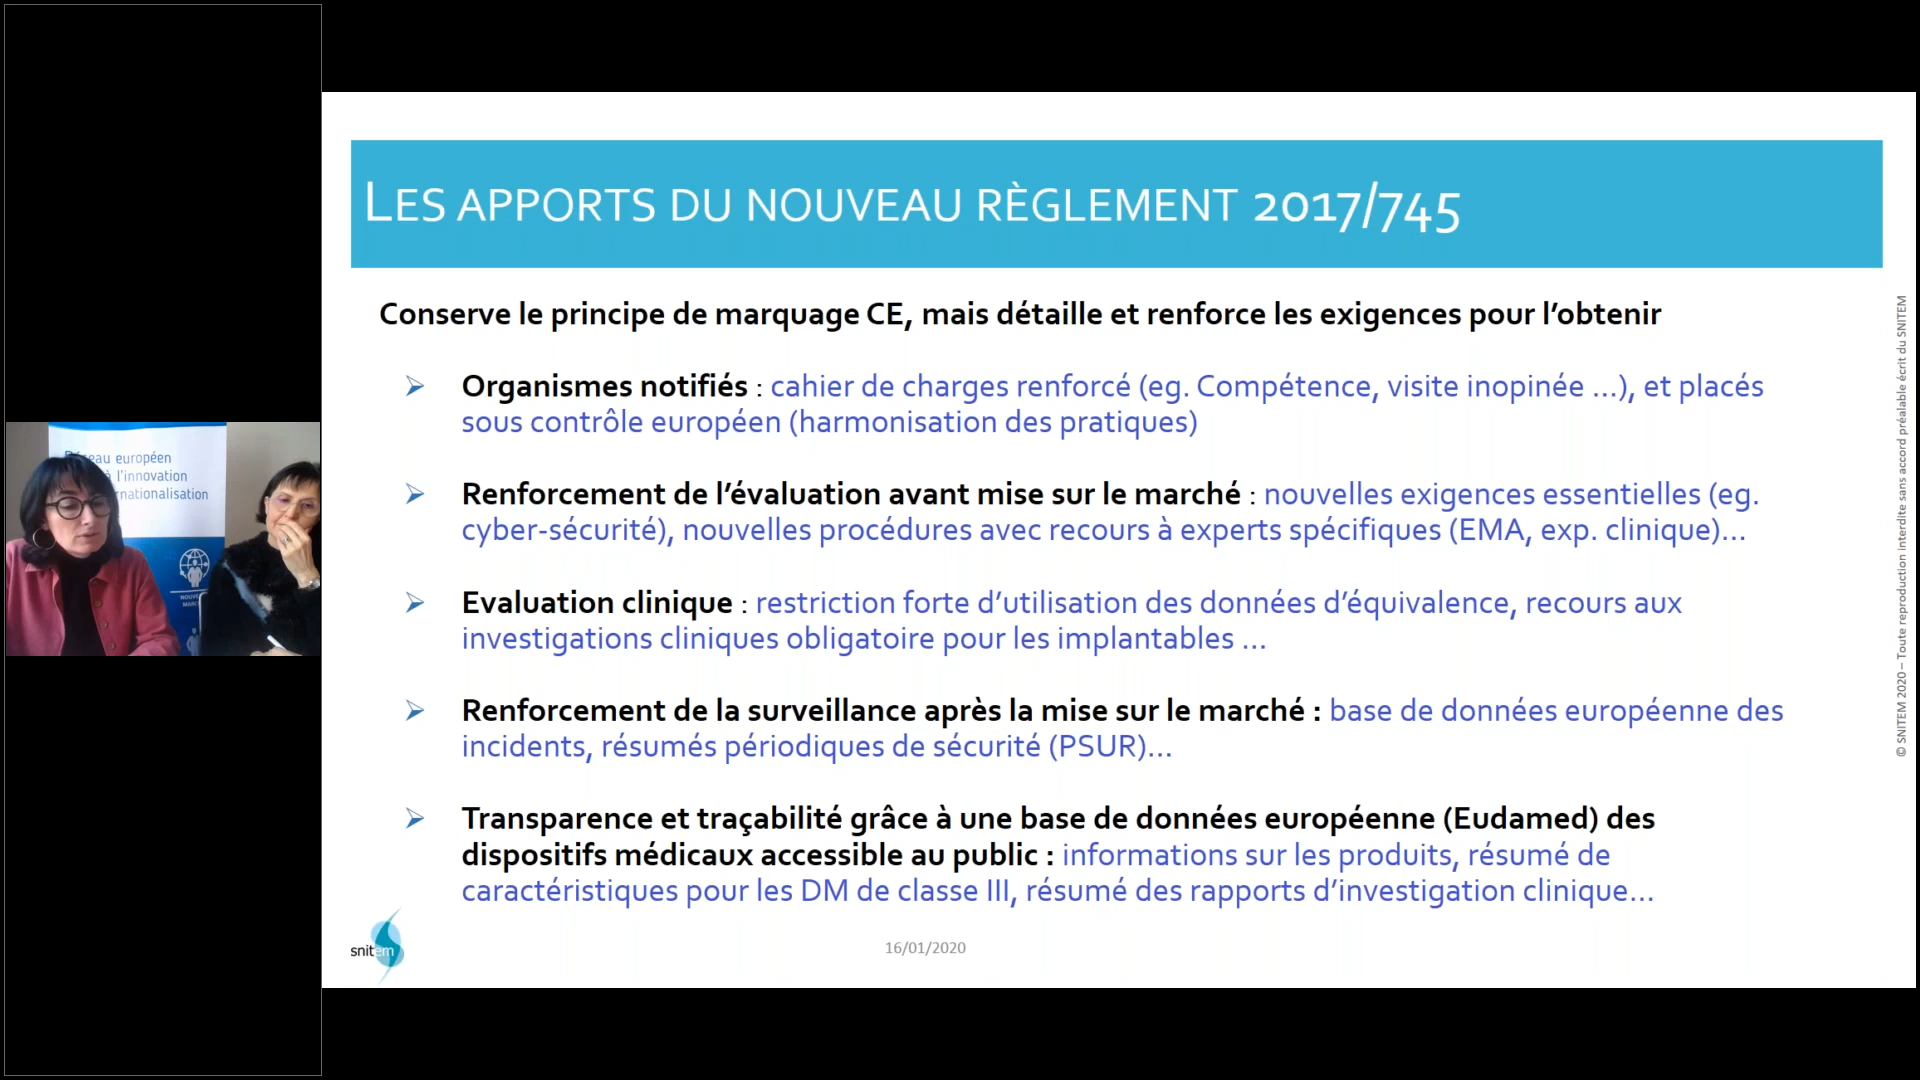 LES APPORTS DU NOUVEAU RÈGLEMENT 2017/745
Conserve le principe de marquage CE, mais détaille et renforce les exigences pour l’obtenir
Organismes notifiés : cahier de charges renforcé (eg. Compétence, visite inopinée ...), et placés
sous contrôle européen (harmonisation des pratiques)
Renforcement de l’évaluation avant mise sur le marché : nouvelles exigences essentielles (eg.
cyber-sécurité), nouvelles procédures avec recours à experts spécifiques (EMA, exp. clinique)...
Evaluation clinique : restriction forte d’utilisation des données d’équivalence, recours aux
investigations cliniques obligatoire pour les implantables ...
Renforcement de la surveillance après la mise sur le marché : base de données européenne des
incidents, résumés périodiques de sécurité (PSUR)...
Transparence et traçabilité grâce à une base de données européenne (Eudamed) des
dispositifs médicaux accessible au public : informations sur les produits, résumé de
caractéristiques pour les DM de classe III, résumé des rapports d’investigation clinique...
snitem
16/01/2020
© SNITEM 2020 – Toute reproduction interdite sans accord préalable écrit du SNITEM
européen
l’innovation